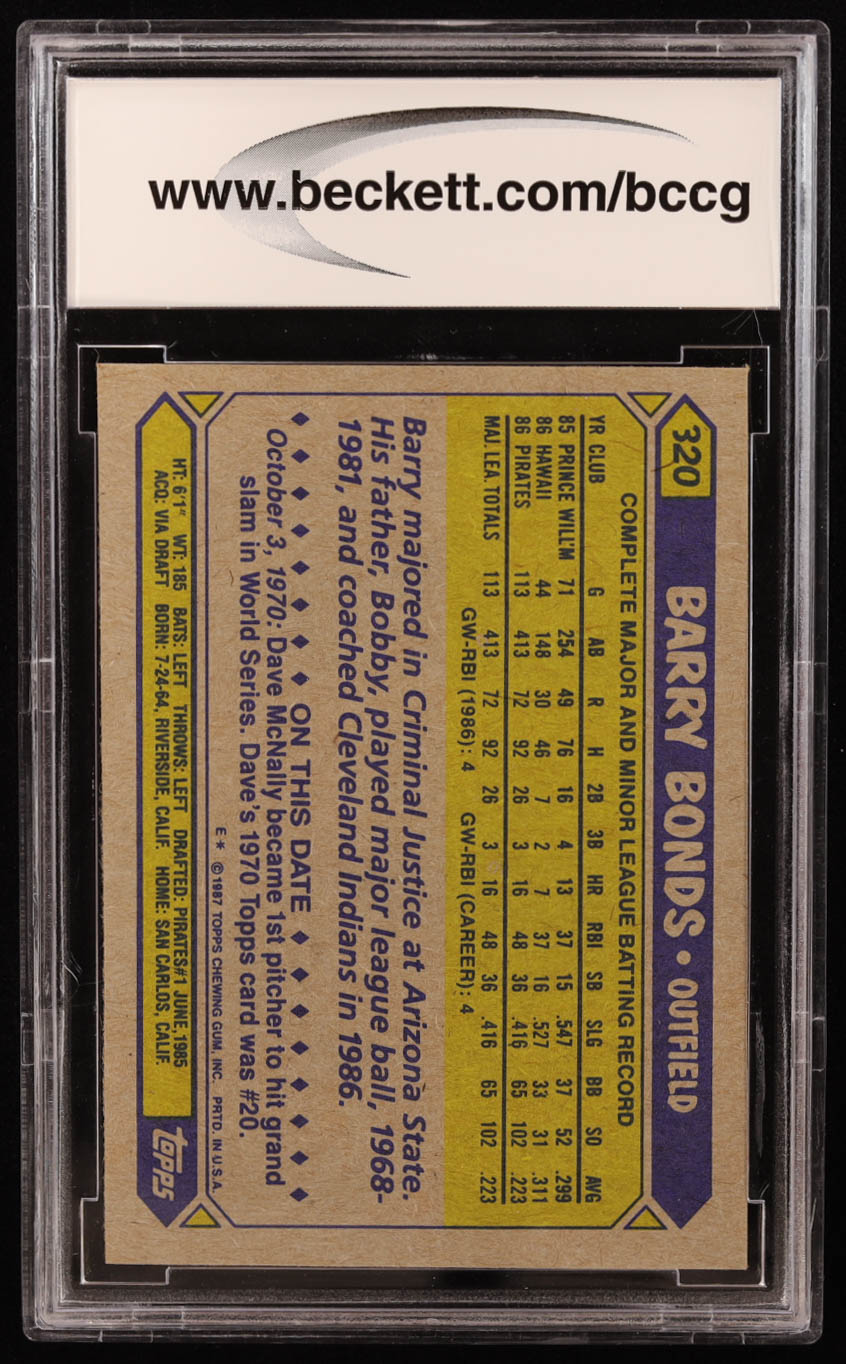 www.beckett.com/bccg
320 BARRY BONDS • OUTFIELD
COMPLETE MAJOR AND MINOR LEAGUE BATTING RECORD
YR CLUB G AB R H 2B 3B HR RBI SB SLG BB SO AVG
85 PRINCE WILL'M 71 254 49 76 16 4 13 37 15 .547 37 52 .299
86 HAWAII 44 148 30 46 7 2 7 37 16 .527 33 31 .311
86 PIRATES 113 413 72 92 26 3 16 48 36 .416 65 102 .223
MAJ. LEA. TOTALS 113 413 72 92 26 3 16 48 36 .416 65 102 .223
GW-RBI (1986): 4 GW-RBI (CAREER): 4
Barry majored in Criminal Justice at Arizona State.
His father, Bobby, played major league ball, 1968-
1981, and coached Cleveland Indians in 1986.
♦ ♦ ♦ ♦ ♦ ♦ ♦ ♦ ON THIS DATE ♦ ♦ ♦ ♦ ♦ ♦ ♦ ♦
October 3, 1970: Dave McNally became 1st pitcher to hit grand
slam in World Series. Dave's 1970 Topps card was #20.
E* ©1987 TOPPS CHEWING GUM, INC. PRTD. IN U.S.A.
HT: 6'1" WT: 185 BATS: LEFT THROWS: LEFT DRAFTED: PIRATES#1 JUNE, 1985
ACQ: VIA DRAFT BORN: 7-24-64, RIVERSIDE, CALIF. HOME: SAN CARLOS, CALIF.
topps